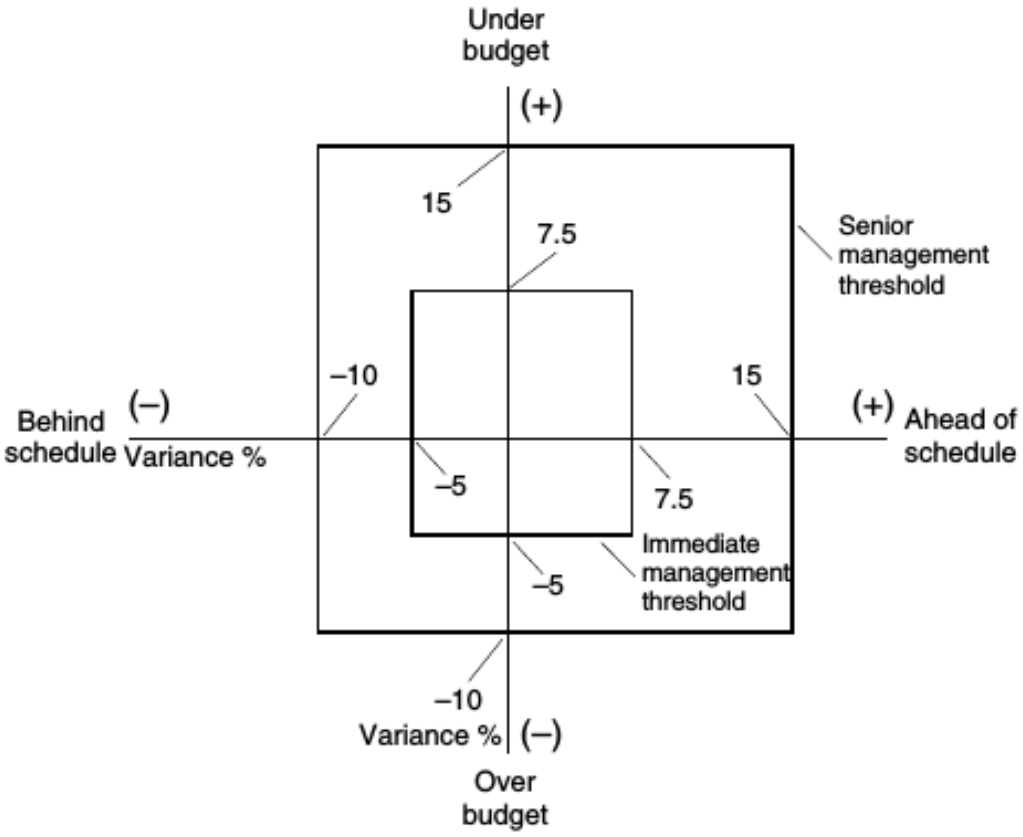 Under
budget
(+)
15
7.5
Senior
management
threshold
–10
15
(–)
(+)
Behind
schedule
Variance %
Ahead of
schedule
–5
7.5
Immediate
management
threshold
–5
–10
Variance %
(–)
Over
budget